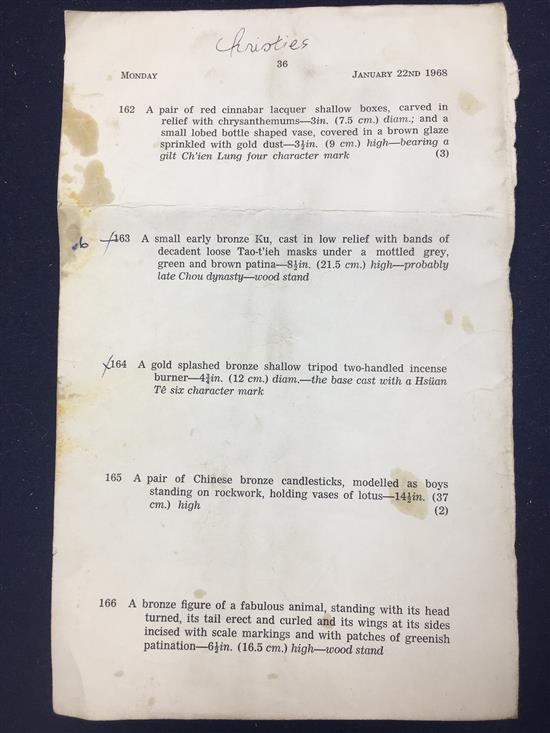 Christies
36
MONDAY JANUARY 22ND 1968
162 A pair of red cinnabar lacquer shallow boxes, carved in
relief with chrysanthemums—3in. (7.5 cm.) diam.; and a
small lobed bottle shaped vase, covered in a brown glaze
sprinkled with gold dust—3½in. (9 cm.) high—bearing a
gilt Ch'ien Lung four character mark (3)
163 A small early bronze Ku, cast in low relief with bands of
decadent loose Tao-t'ieh masks under a mottled grey,
green and brown patina—8½in. (21.5 cm.) high—probably
late Chou dynasty—wood stand
164 A gold splashed bronze shallow tripod two-handled incense
burner—4¾in. (12 cm.) diam.—the base cast with a Hsüan
Tê six character mark
165 A pair of Chinese bronze candlesticks, modelled as boys
standing on rockwork, holding vases of lotus—14½in. (37
cm.) high (2)
166 A bronze figure of a fabulous animal, standing with its head
turned, its tail erect and curled and its wings at its sides
incised with scale markings and with patches of greenish
patination—6½in. (16.5 cm.) high—wood stand